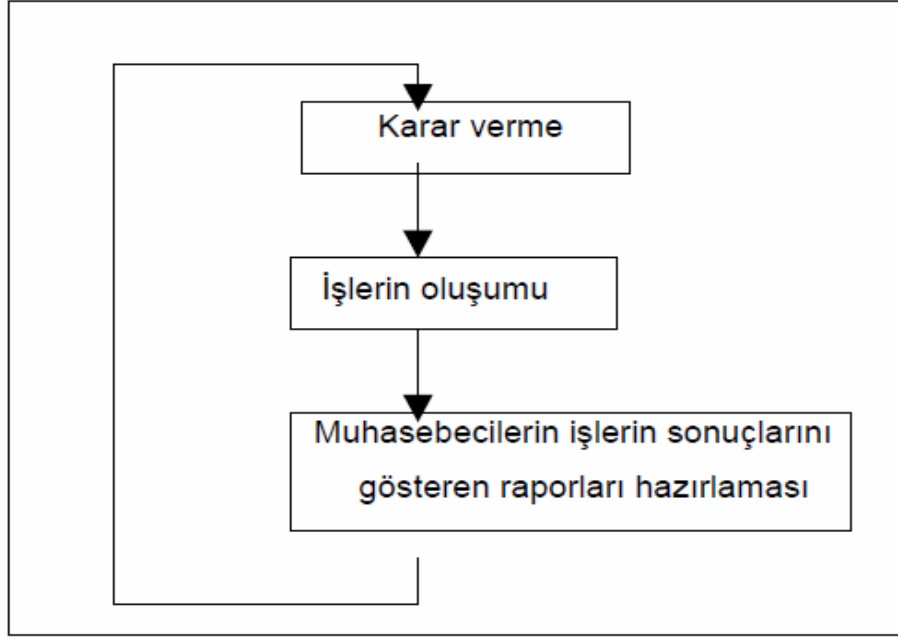 Karar verme
İşlerin oluşumu
Muhasebecilerin işlerin sonuçlarını
gösteren raporları hazırlaması